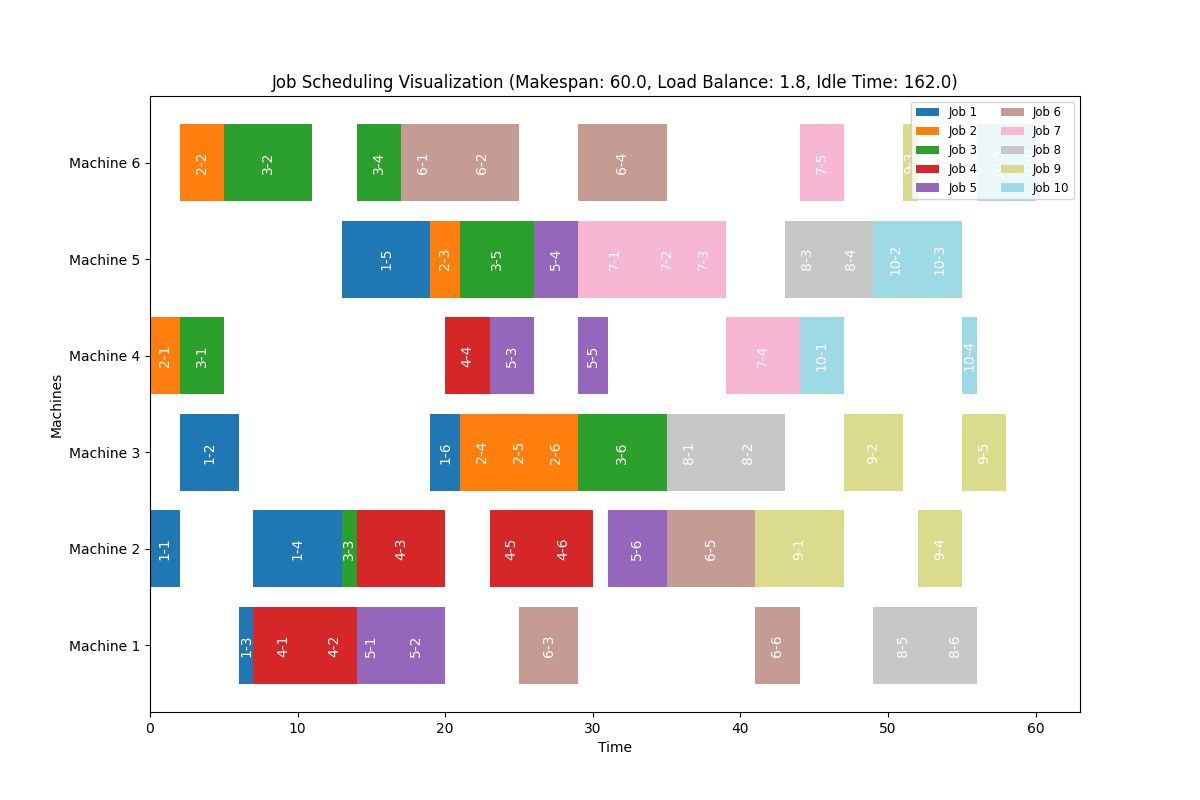 Job Scheduling Visualization (Makespan: 60.0, Load Balance: 1.8, Idle Time: 162.0)
Job 1 Job 6
Job 2 Job 7
Job 3 Job 8
Job 4 Job 9
Job 5 Job 10
Machine 6 2-2 3-2 3-4 6-1 6-2 6-4 7-5 9-3
Machine 5 1-5 2-3 3-5 5-4 7-1 7-2 7-3 8-3 8-4 10-2 10-3
Machine 4 2-1 3-1 4-4 5-3 5-5 7-4 10-1 10-4
Machine 3 1-2 1-6 2-4 2-5 2-6 3-6 8-1 8-2 9-2 9-5
Machine 2 1-1 1-4 3-3 4-3 4-5 4-6 5-6 6-5 9-1 9-4
Machine 1 1-3 4-1 4-2 5-1 5-2 6-3 6-6 8-5 8-6
Machines
0 10 20 30 40 50 60
Time